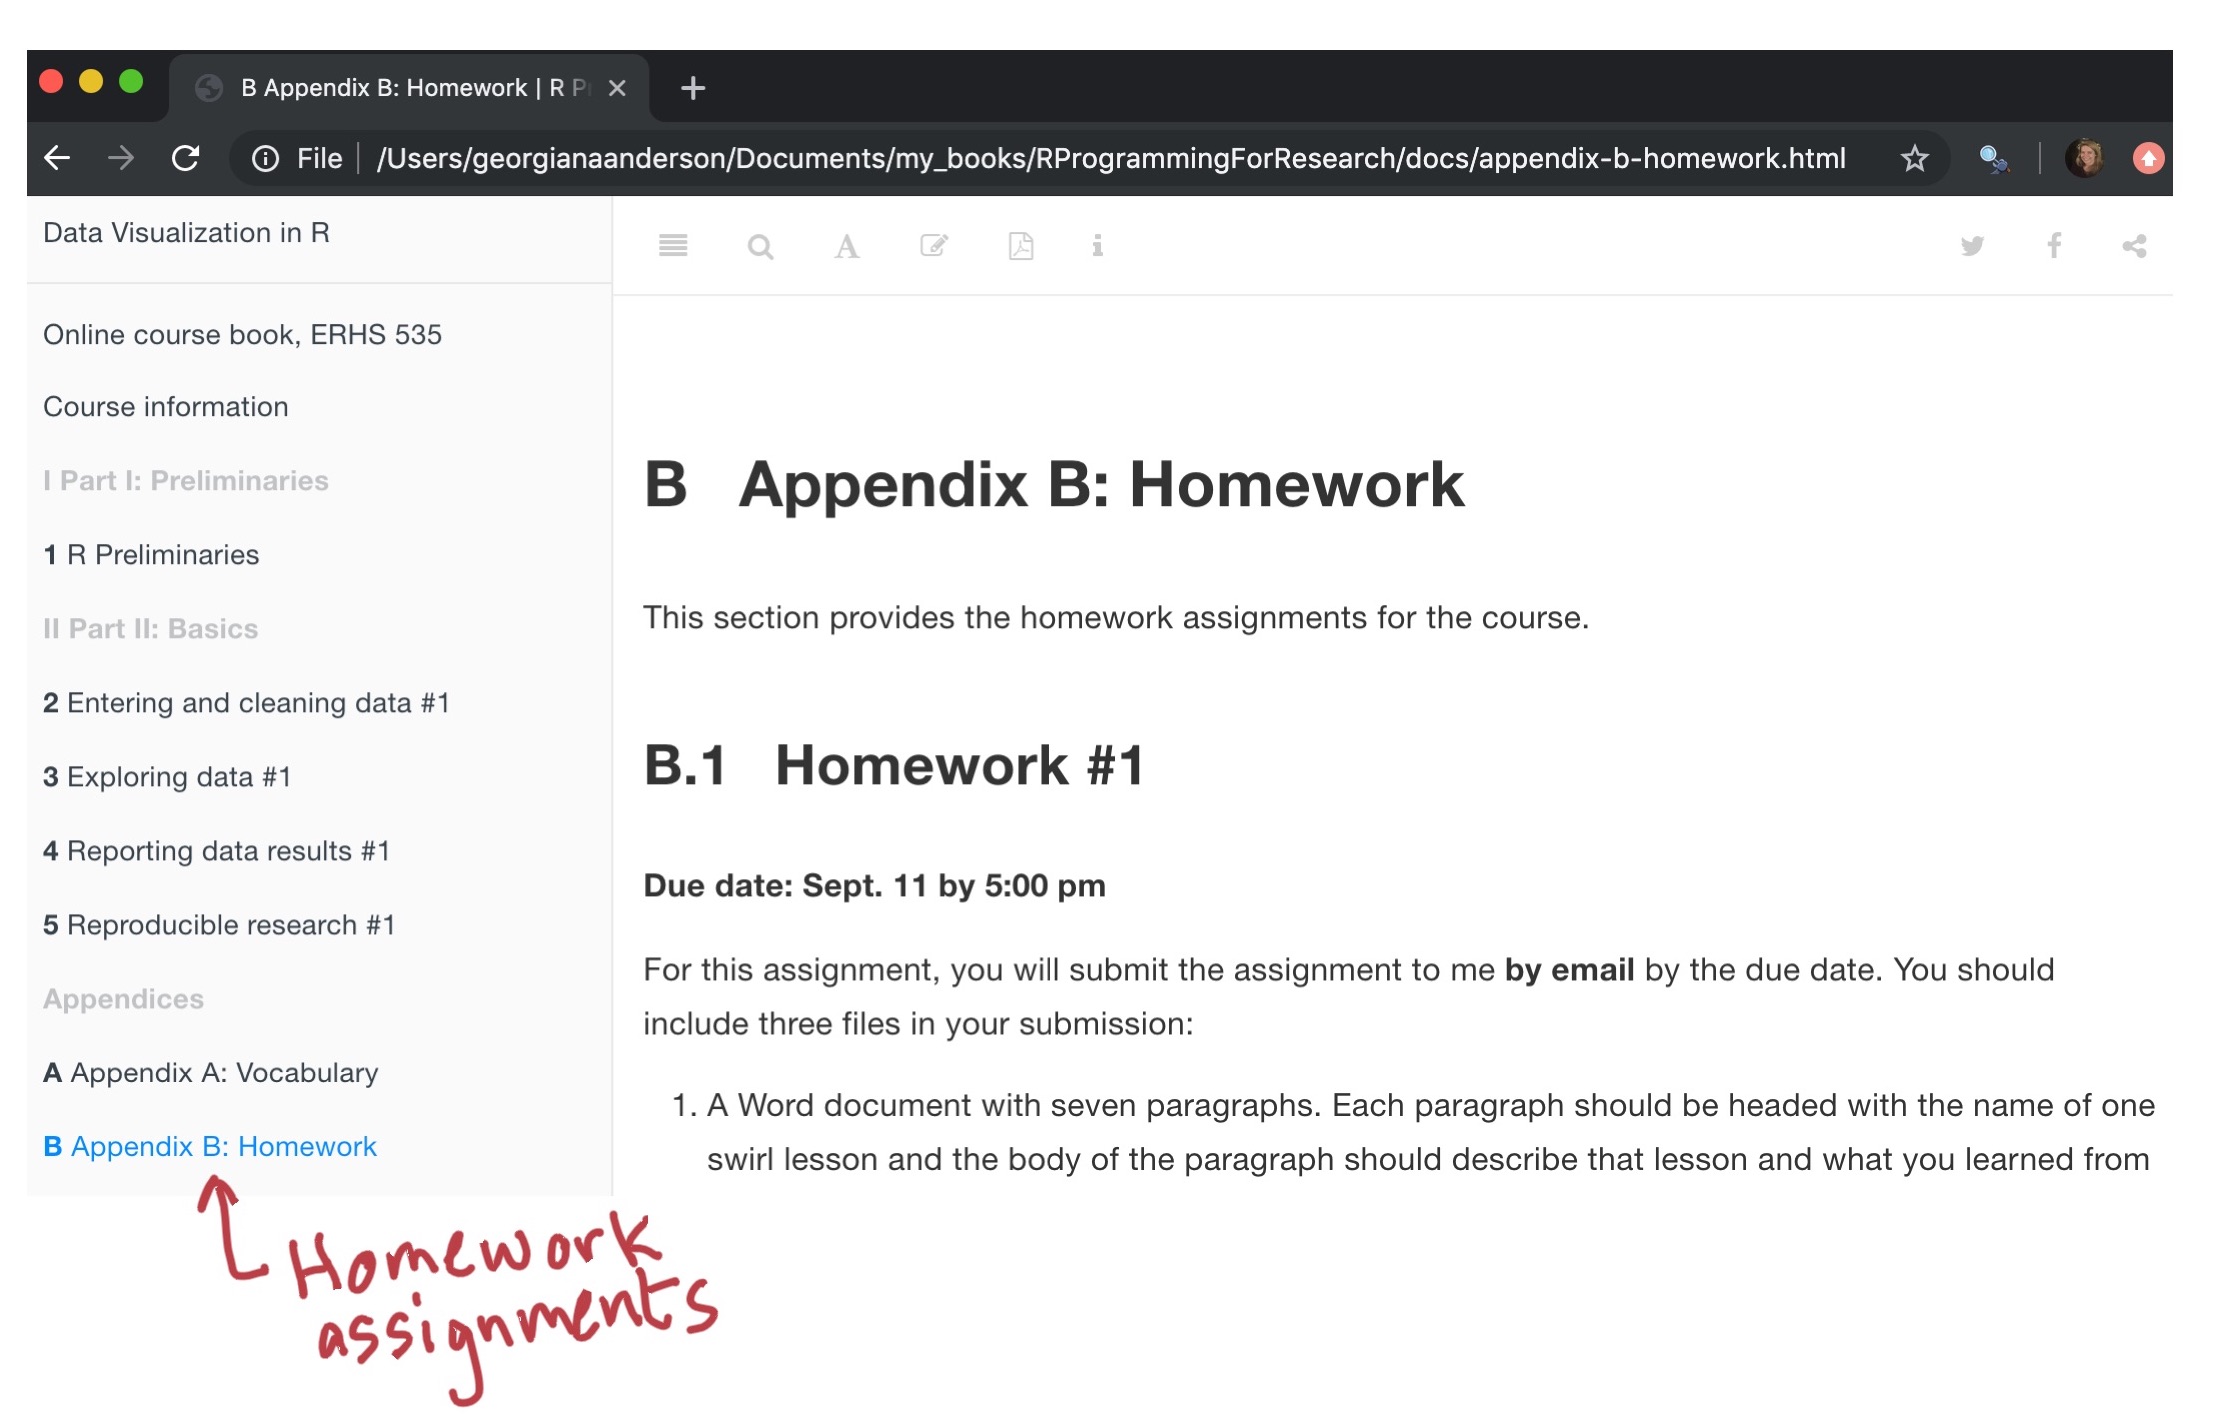 B Appendix B: Homework | R P
File /Users/georgianaanderson/Documents/my_books/RProgrammingForResearch/docs/appendix-b-homework.html
Data Visualization in R
Online course book, ERHS 535
Course information
I Part I: Preliminaries
1 R Preliminaries
II Part II: Basics
2 Entering and cleaning data #1
3 Exploring data #1
4 Reporting data results #1
5 Reproducible research #1
Appendices
A Appendix A: Vocabulary
B Appendix B: Homework
B Appendix B: Homework
This section provides the homework assignments for the course.
B.1 Homework #1
Due date: Sept. 11 by 5:00 pm
For this assignment, you will submit the assignment to me by email by the due date. You should
include three files in your submission:
1. A Word document with seven paragraphs. Each paragraph should be headed with the name of one
swirl lesson and the body of the paragraph should describe that lesson and what you learned from
Homework
assignments